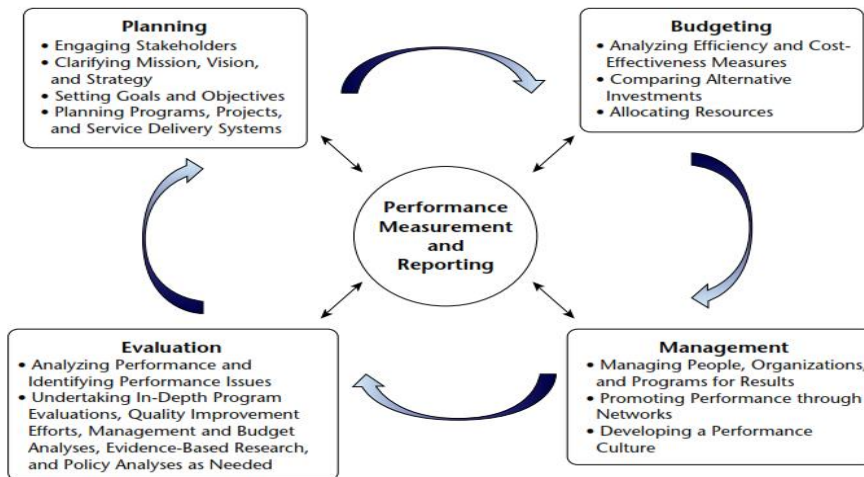 Planning
• Engaging Stakeholders
• Clarifying Mission, Vision,
and Strategy
• Setting Goals and Objectives
• Planning Programs, Projects,
and Service Delivery Systems
Budgeting
• Analyzing Efficiency and Cost-
Effectiveness Measures
• Comparing Alternative
Investments
• Allocating Resources
Performance
Measurement
and
Reporting
Evaluation
• Analyzing Performance and
Identifying Performance Issues
• Undertaking In-Depth Program
Evaluations, Quality Improvement
Efforts, Management and Budget
Analyses, Evidence-Based Research,
and Policy Analyses as Needed
Management
• Managing People, Organizations,
and Programs for Results
• Promoting Performance through
Networks
• Developing a Performance
Culture